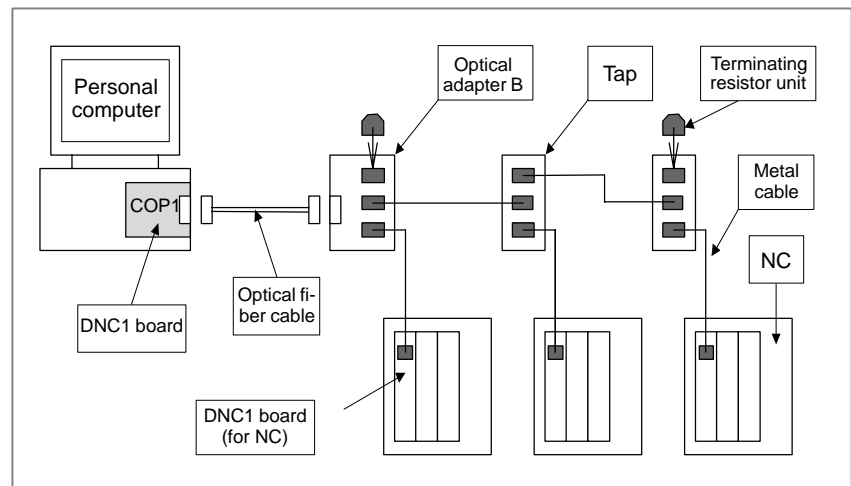 Personal
computer
COP1
DNC1 board
Optical fi-
ber cable
Optical
adapter B
Tap
Terminating
resistor unit
Metal
cable
NC
DNC1 board
(for NC)